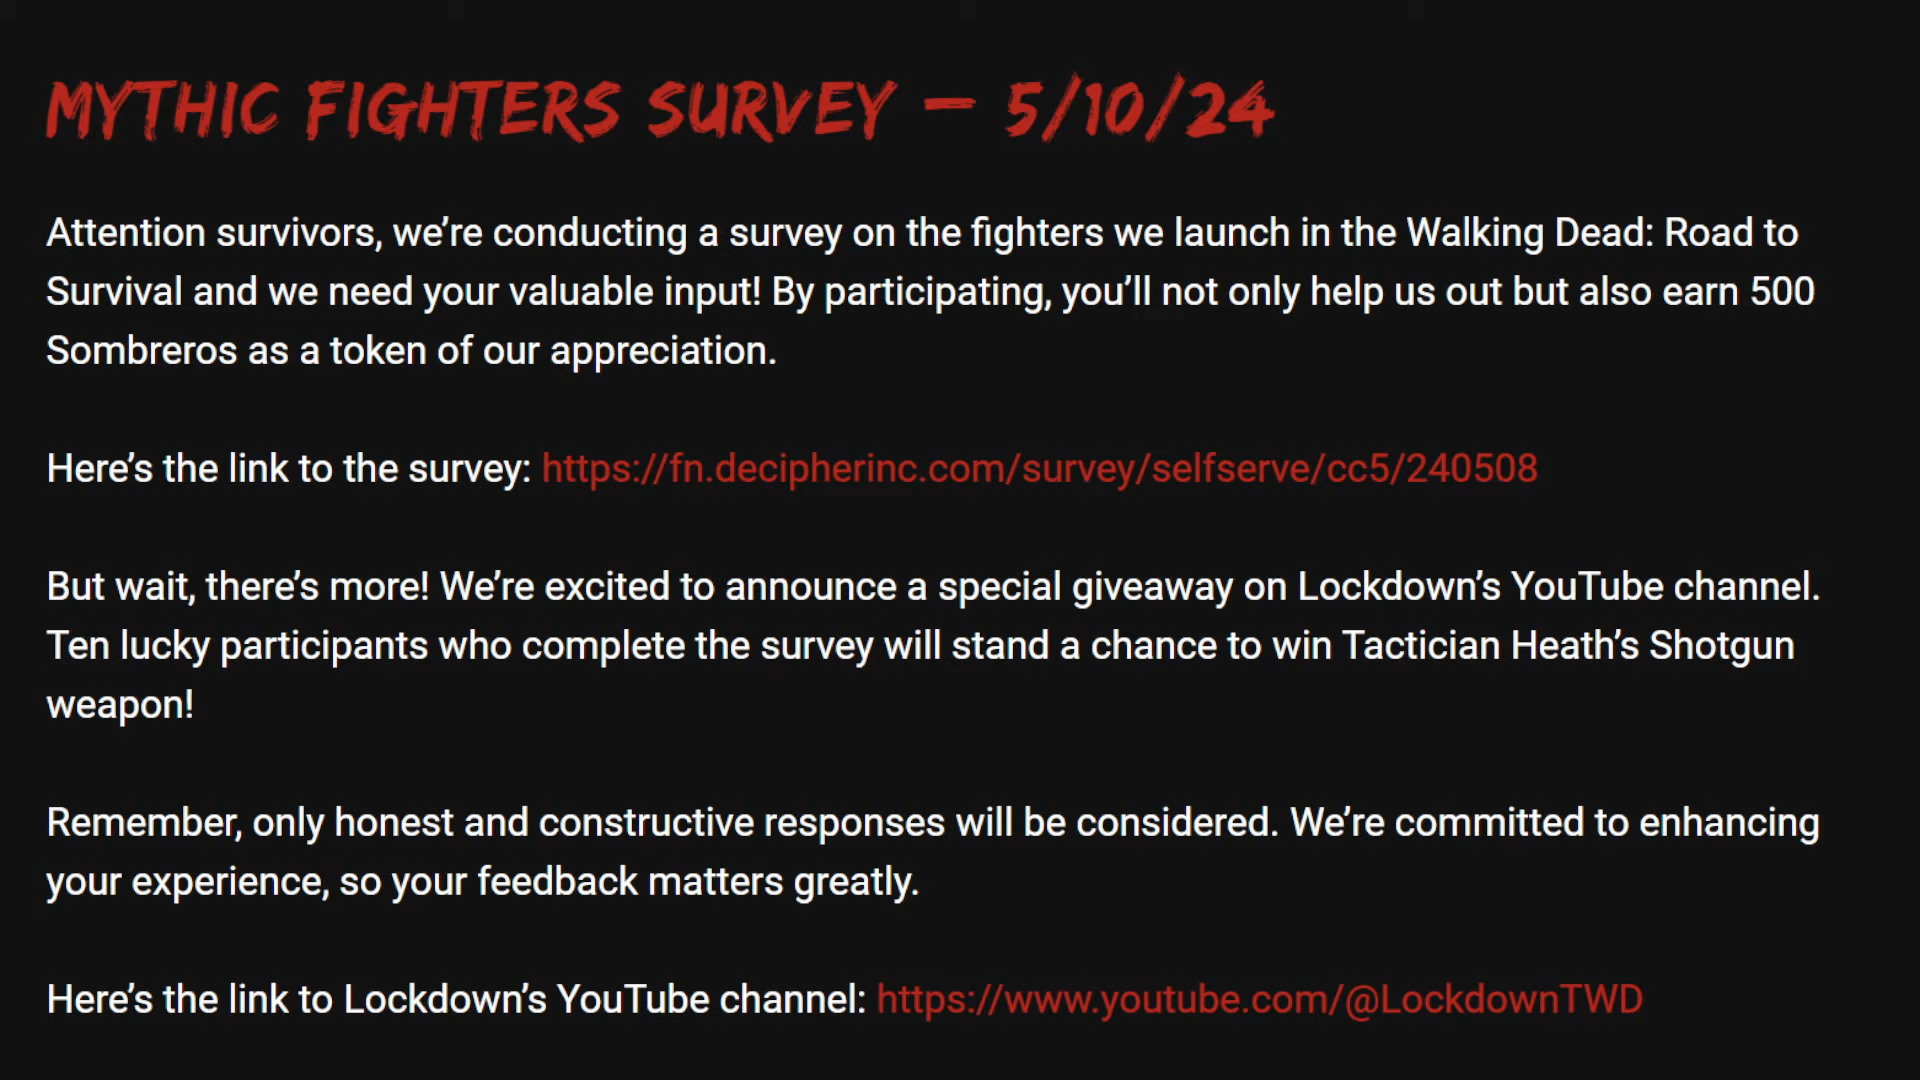 MYTHIC FIGHTERS SURVEY – 5/10/24
Attention survivors, we’re conducting a survey on the fighters we launch in the Walking Dead: Road to
Survival and we need your valuable input! By participating, you’ll not only help us out but also earn 500
Sombreros as a token of our appreciation.
Here’s the link to the survey: https://fn.decipherinc.com/survey/selfserve/cc5/240508
But wait, there’s more! We’re excited to announce a special giveaway on Lockdown’s YouTube channel.
Ten lucky participants who complete the survey will stand a chance to win Tactician Heath’s Shotgun
weapon!
Remember, only honest and constructive responses will be considered. We’re committed to enhancing
your experience, so your feedback matters greatly.
Here’s the link to Lockdown’s YouTube channel: https://www.youtube.com/@LockdownTWD